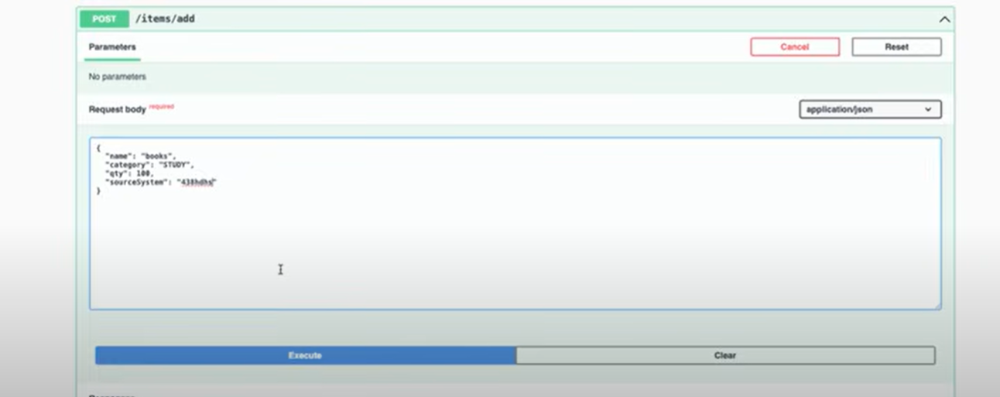 POST /items/add
Parameters
Cancel
Reset
No parameters
Request body required
application/json
{
"name": "books",
"category": "STUDY",
"qty": 100,
"sourceSystem": "438hdhs"
}
Execute
Clear